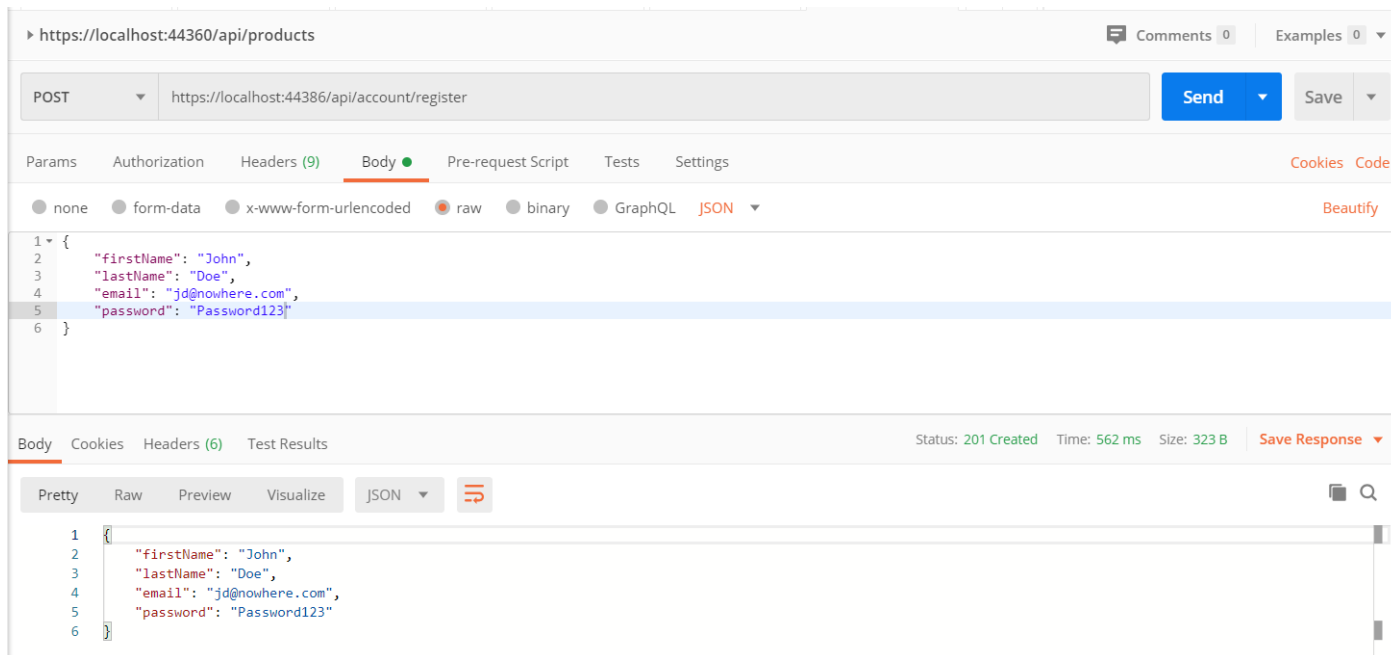 https://localhost:44360/api/products Comments 0 Examples 0
POST https://localhost:44386/api/account/register Send Save
Params Authorization Headers (9) Body Pre-request Script Tests Settings Cookies Code
none form-data x-www-form-urlencoded raw binary GraphQL JSON Beautify
1 {
2 "firstName": "John",
3 "lastName": "Doe",
4 "email": "jd@nowhere.com",
5 "password": "Password123"
6 }
Body Cookies Headers (6) Test Results Status: 201 Created Time: 562 ms Size: 323 B Save Response
Pretty Raw Preview Visualize JSON
1 {
2 "firstName": "John",
3 "lastName": "Doe",
4 "email": "jd@nowhere.com",
5 "password": "Password123"
6 }